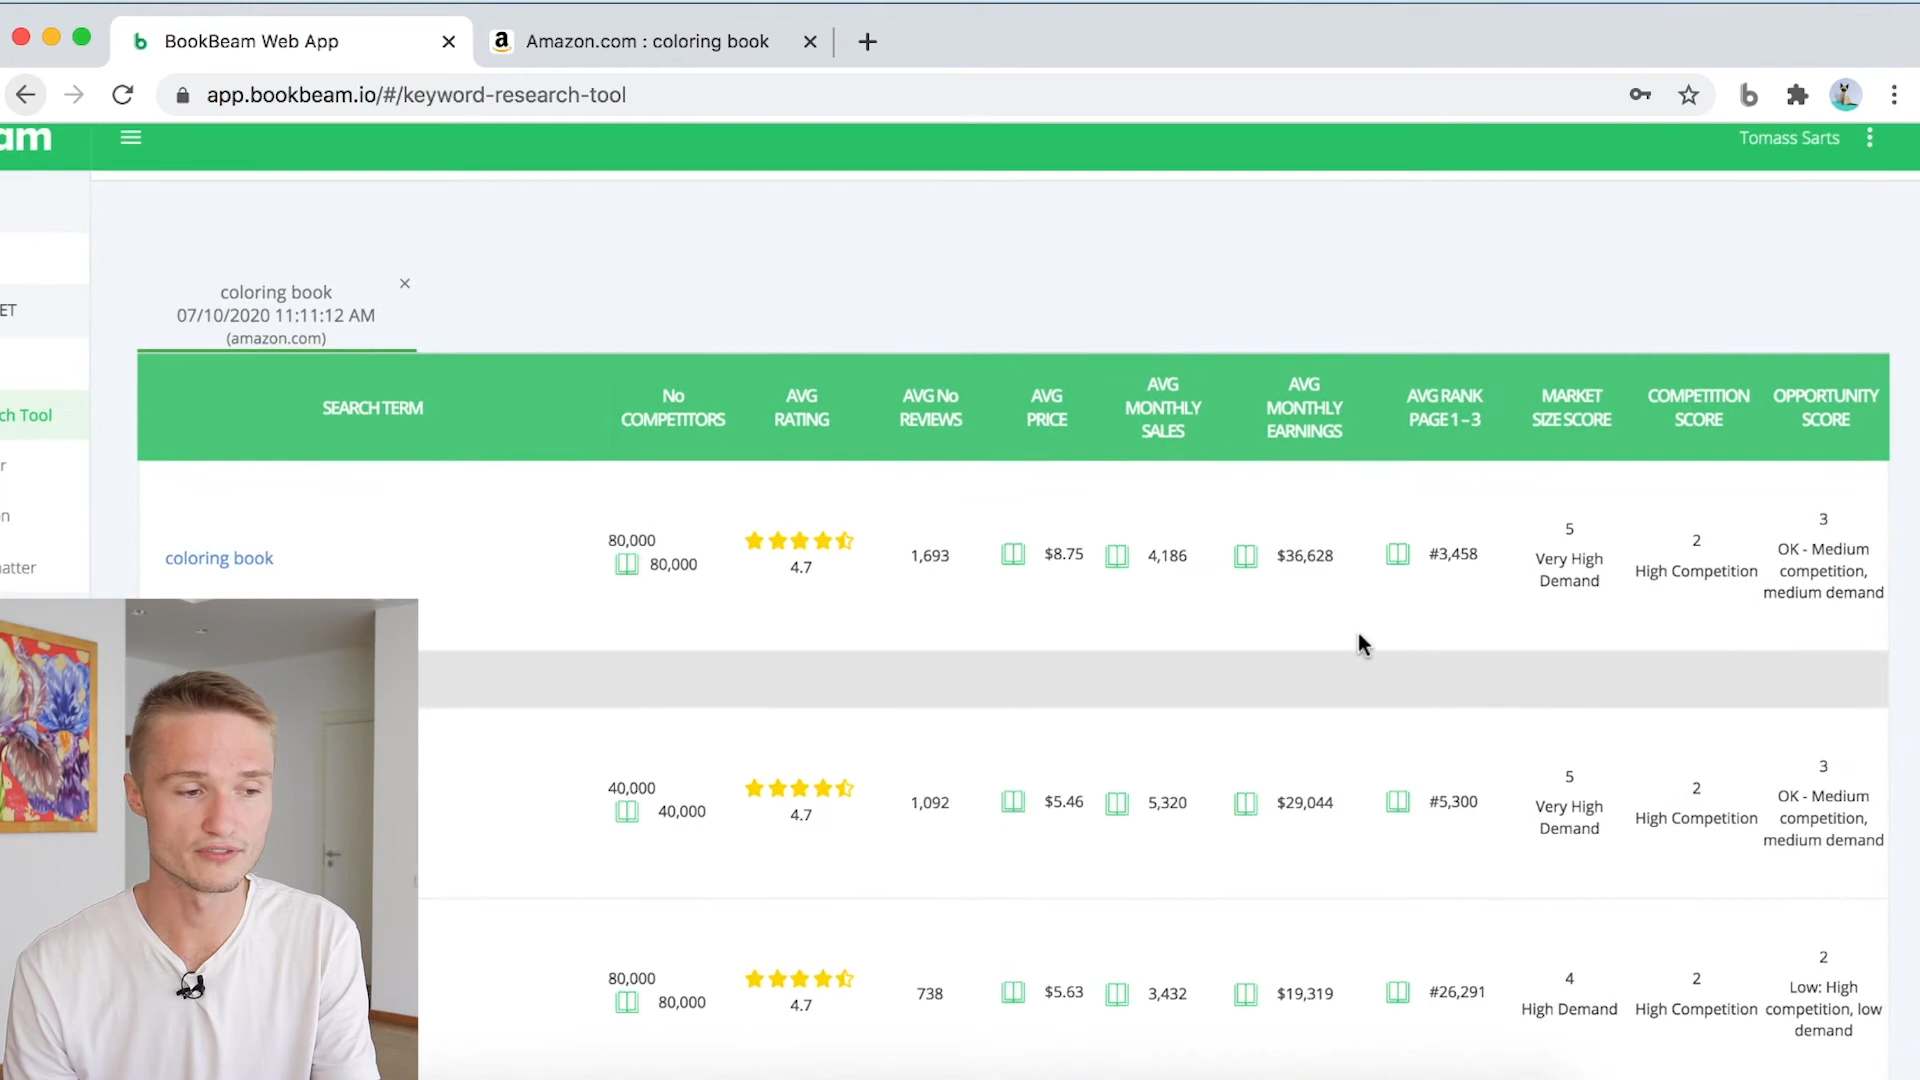 BookBeam Web App
Amazon.com : coloring book
app.bookbeam.io/#/keyword-research-tool
am
Tomass Sarts
ET
ch Tool
r
n
atter
coloring book
07/10/2020 11:11:12 AM
(amazon.com)
SEARCH TERM
No
COMPETITORS
AVG
RATING
AVG No
REVIEWS
AVG
PRICE
AVG
MONTHLY
SALES
AVG
MONTHLY
EARNINGS
AVG RANK
PAGE 1 – 3
MARKET
SIZE SCORE
COMPETITION
SCORE
OPPORTUNITY
SCORE
coloring book
80,000
80,000
4.7
1,693
$8.75
4,186
$36,628
#3,458
5
Very High
Demand
2
High Competition
3
OK - Medium
competition,
medium demand
40,000
40,000
4.7
1,092
$5.46
5,320
$29,044
#5,300
5
Very High
Demand
2
High Competition
3
OK - Medium
competition,
medium demand
80,000
80,000
4.7
738
$5.63
3,432
$19,319
#26,291
4
High Demand
2
High Competition
2
Low: High
competition, low
demand